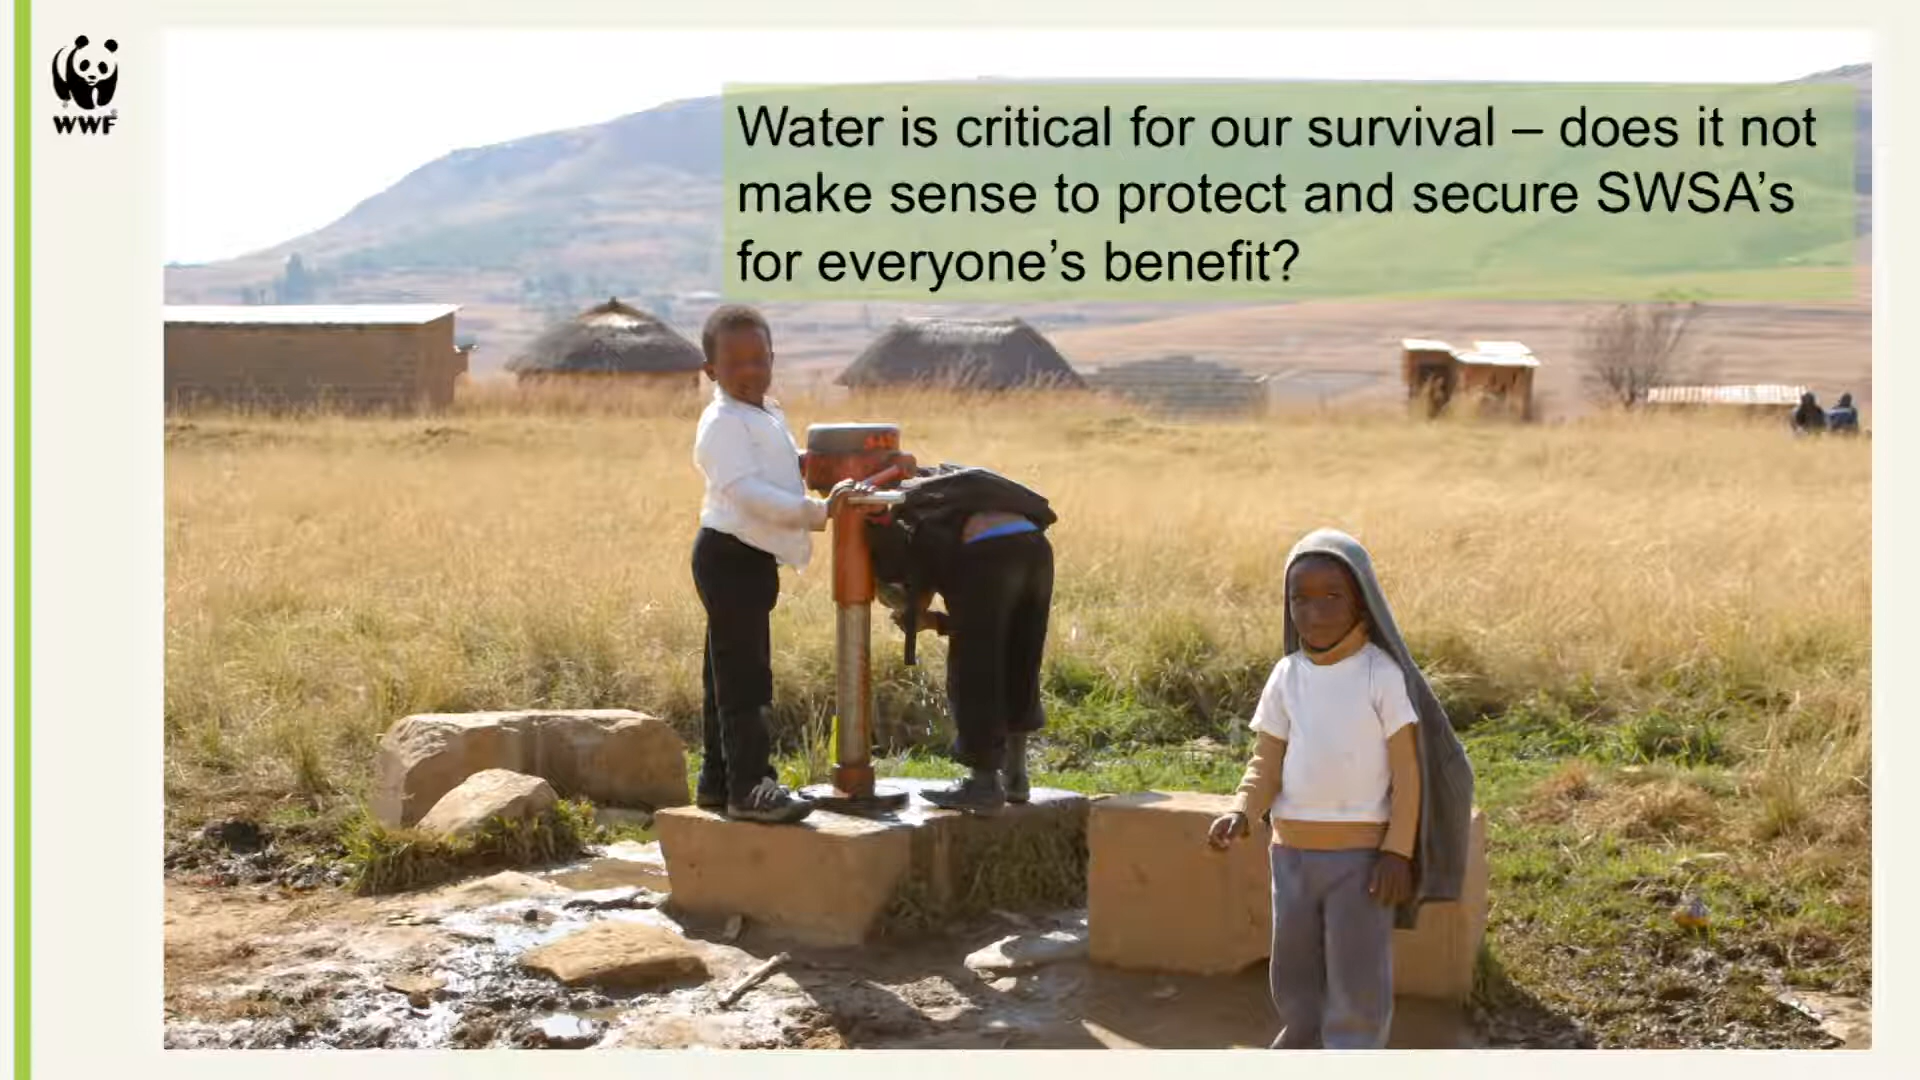 WWF
Water is critical for our survival – does it not
make sense to protect and secure SWSA’s
for everyone’s benefit?